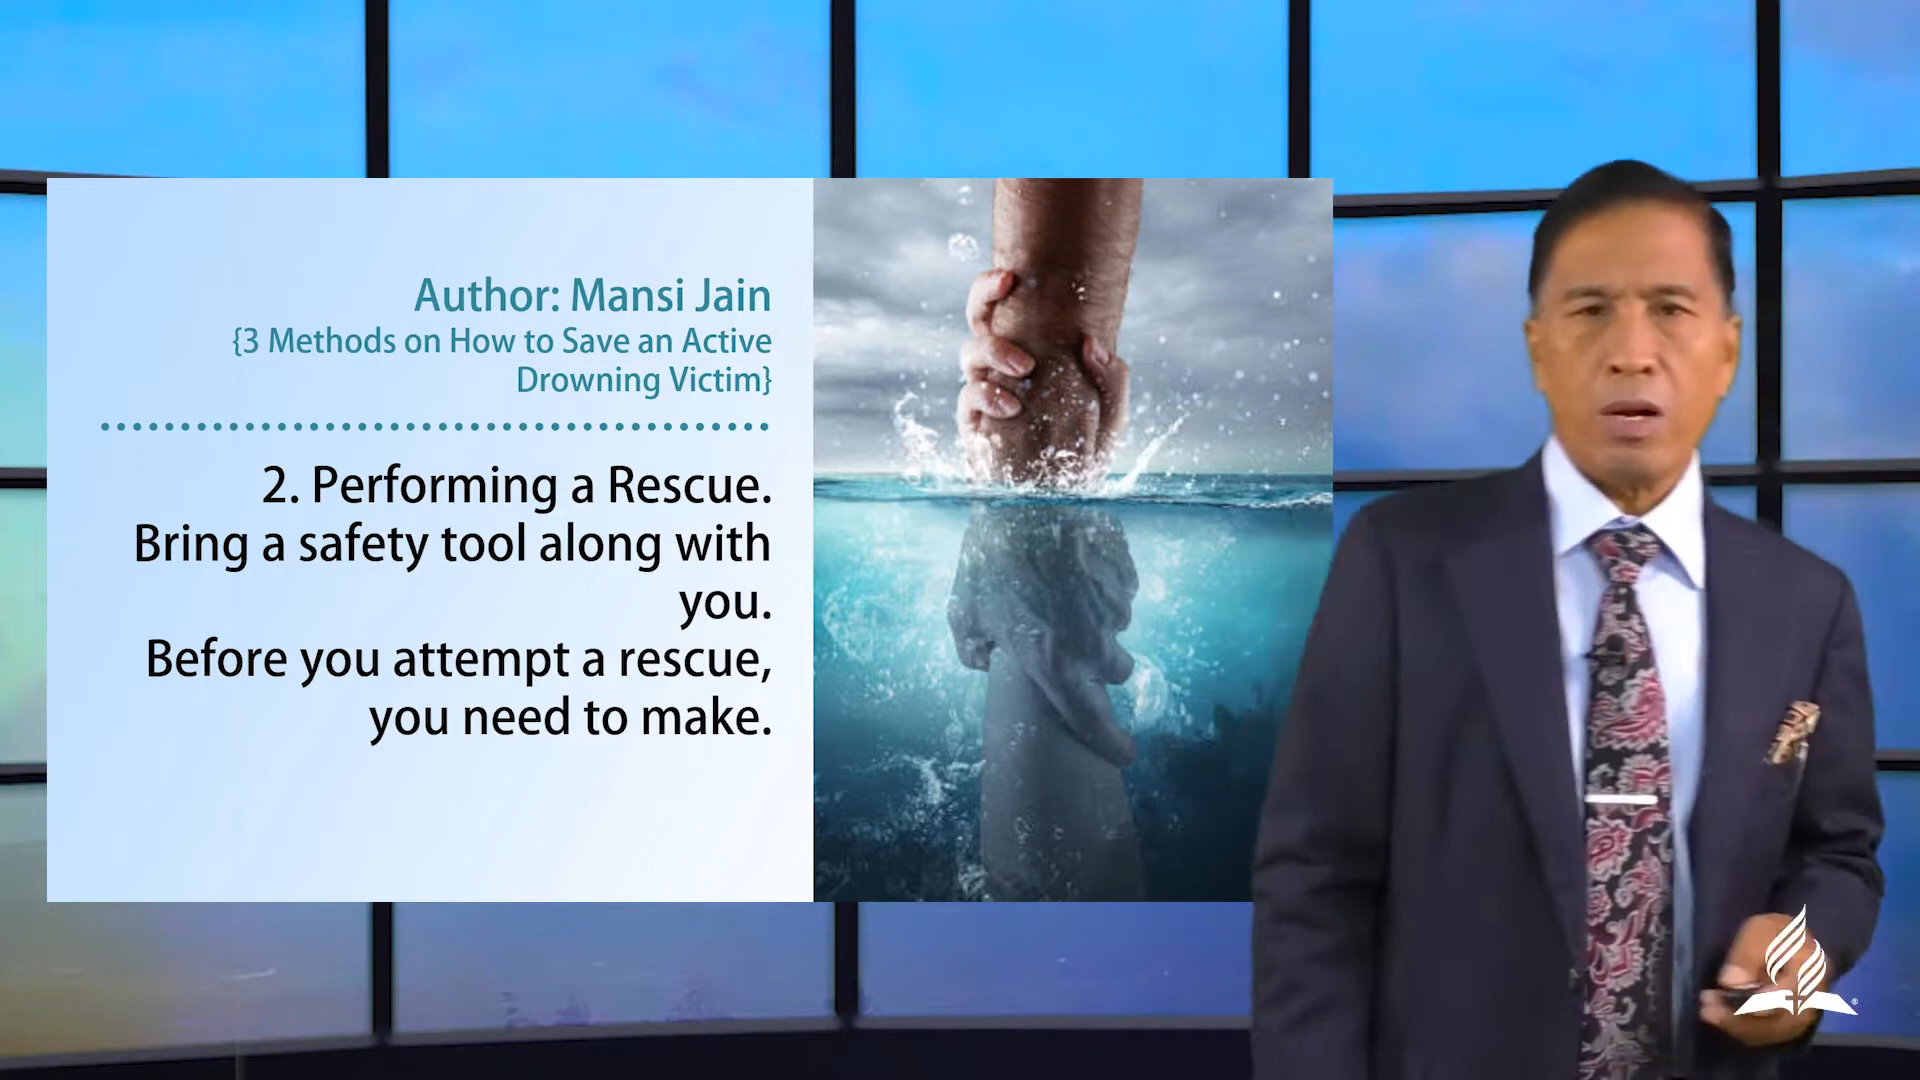 Author: Mansi Jain
{3 Methods on How to Save an Active
Drowning Victim}
2. Performing a Rescue.
Bring a safety tool along with
you.
Before you attempt a rescue,
you need to make.